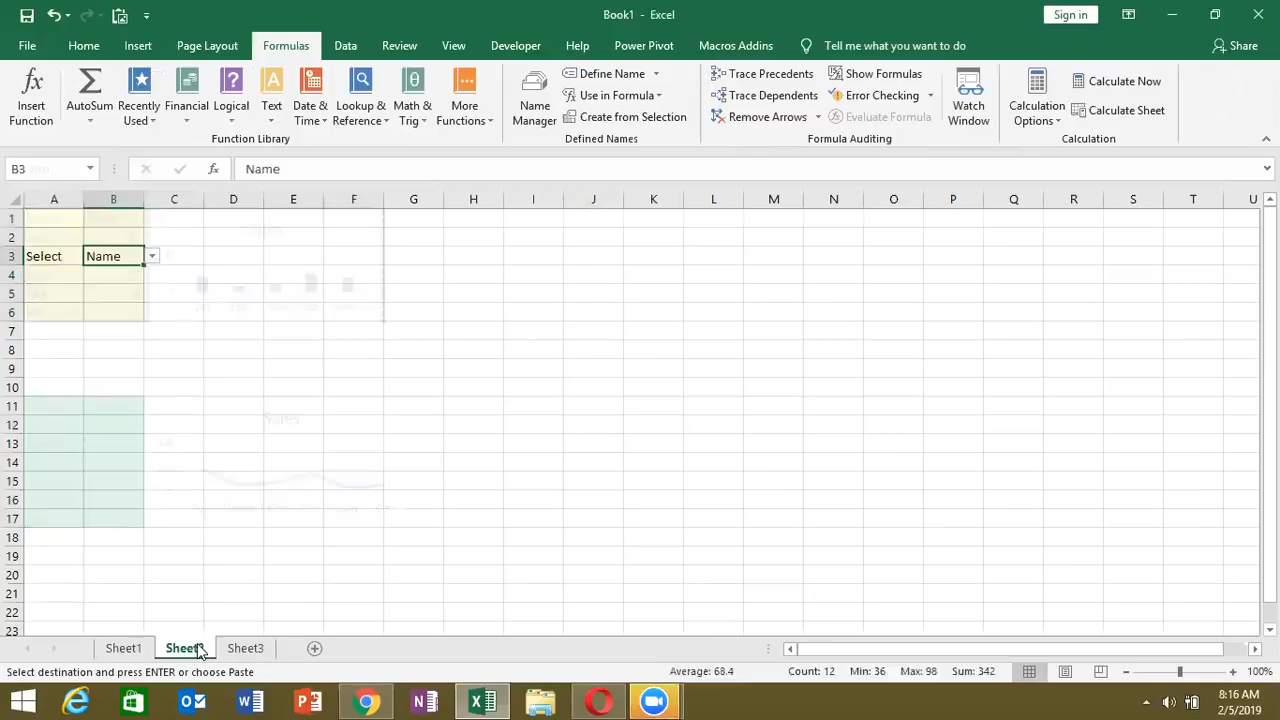 Book1 - Excel
Sign in
File Home Insert Page Layout Formulas Data Review View Developer Help Power Pivot Macros Addins Tell me what you want to do Share
Insert Function
AutoSum
Recently Used
Financial
Logical
Text
Date & Time
Lookup & Reference
Math & Trig
More Functions
Function Library
Name Manager
Define Name
Use in Formula
Create from Selection
Defined Names
Trace Precedents
Trace Dependents
Remove Arrows
Show Formulas
Error Checking
Evaluate Formula
Formula Auditing
Watch Window
Calculation Options
Calculate Now
Calculate Sheet
Calculation
B3 fx Name
A B C D E F G H I J K L M N O P Q R S T U
1
2
3 Select Name
4
5
6
7
8
9
10
11
12 Sales
13
14
15
16
17
18
19
20
21
22
23
Sheet1 Sheet3
Select destination and press ENTER or choose Paste Average: 68.4 Count: 12 Min: 36 Max: 98 Sum: 342 100%
8:16 AM
2/5/2019